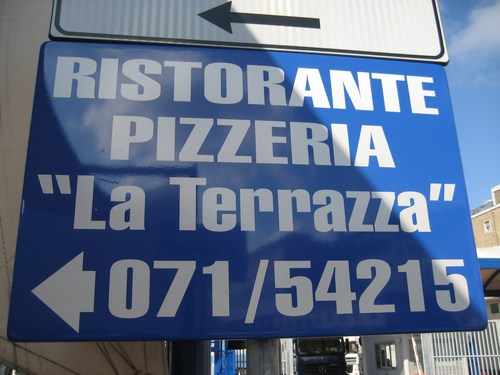 RISTORANTE
PIZZERIA
"La Terrazza"
071/54215